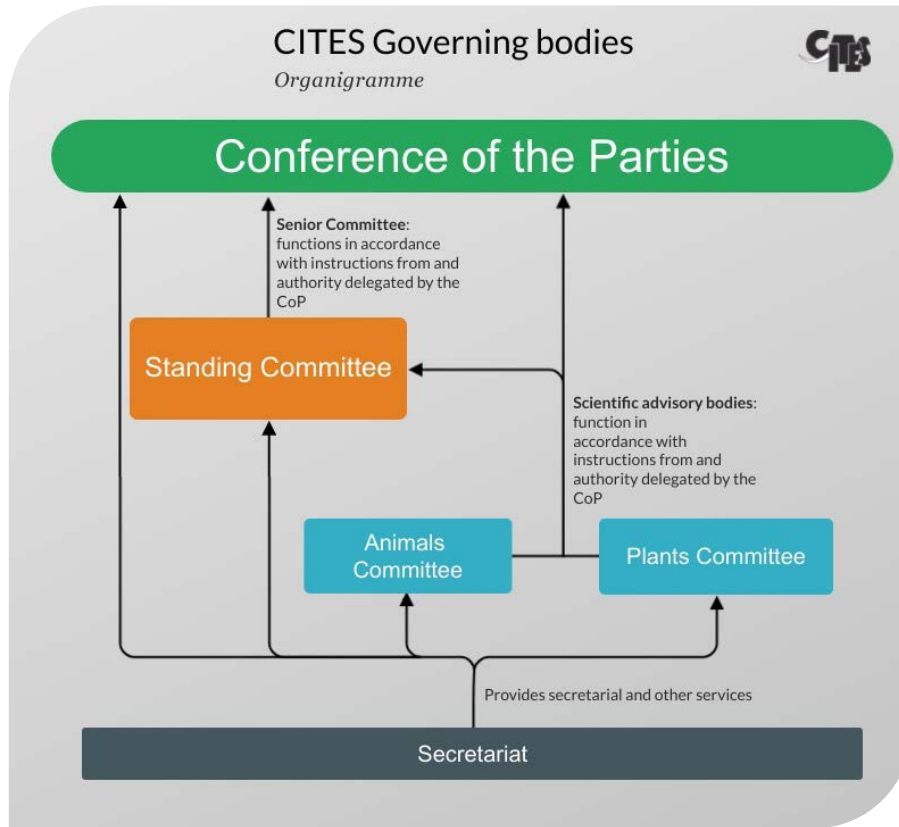 CITES Governing bodies
Organigramme
CITES
Conference of the Parties
Senior Committee:
functions in accordance
with instructions from and
authority delegated by the
CoP
Standing Committee
Scientific advisory bodies:
function in
accordance with
instructions from and
authority delegated by the
CoP
Animals
Committee
Plants Committee
Provides secretarial and other services
Secretariat